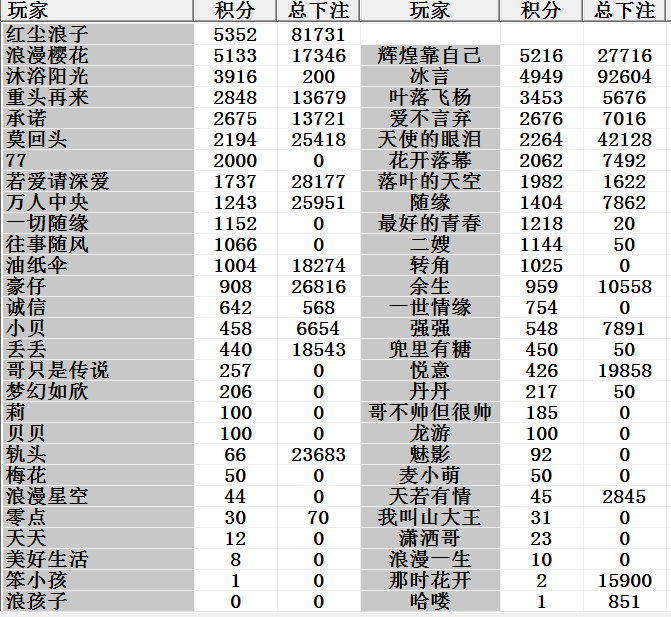 玩家 积分 总下注 玩家 积分 总下注
红尘浪子 5352 81731
浪漫樱花 5133 17346 辉煌靠自己 5216 27716
沐浴阳光 3916 200 冰言 4949 92604
重头再来 2848 13679 叶落飞杨 3453 5676
承诺 2675 13721 爱不言弃 2676 7016
莫回头 2194 25418 天使的眼泪 2264 42128
77 2000 0 花开落幕 2062 7492
若爱请深爱 1737 28177 落叶的天空 1982 1622
万人中央 1243 25951 随缘 1404 7862
一切随缘 1152 0 最好的青春 1218 20
往事随风 1066 0 二嫂 1144 50
油纸伞 1004 18274 转角 1025 0
豪仔 908 26816 余生 959 10558
诚信 642 568 一世情缘 754 0
小贝 458 6654 强强 548 7891
丢丢 440 18543 兜里有糖 450 50
哥只是传说 257 0 悦意 426 19858
梦幻如欣 206 0 丹丹 217 50
莉 100 0 哥不帅但很帅 185 0
贝贝 100 0 龙游 100 0
轨头 66 23683 魅影 92 0
梅花 50 0 麦小萌 50 0
浪漫星空 44 0 天若有情 45 2845
零点 30 70 我叫山大王 31 0
天天 12 0 潇洒哥 23 0
美好生活 8 0 浪漫一生 10 0
笨小孩 1 0 那时花开 2 15900
浪孩子 0 0 哈喽 1 851